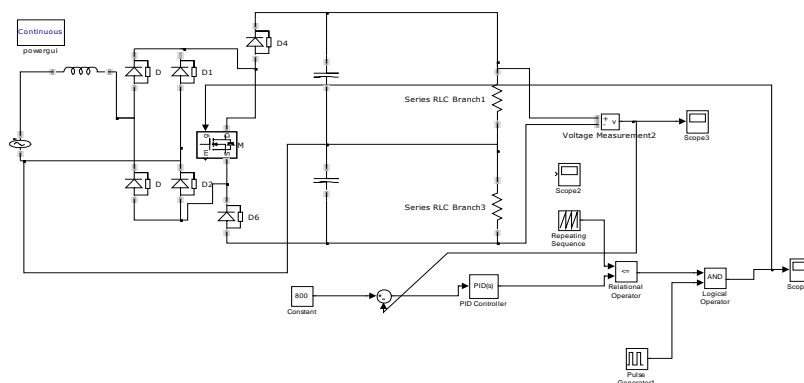 Continuous
powergui
D4
D
D1
Series RLC Branch1
g
D
m
S
M
+
-
v
Voltage Measurement2
Scope3
D
D2
Scope2
D6
Series RLC Branch3
Repeating
Sequence
<=
Relational
Operator
AND
Logical
Operator
800
Constant
PID(s)
PID Controller
Pulse
Generator1